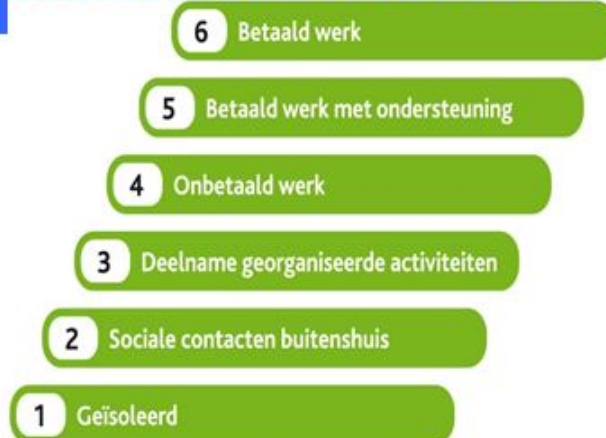 6 Betaald werk
5 Betaald werk met ondersteuning
4 Onbetaald werk
3 Deelname georganiseerde activiteiten
2 Sociale contacten buitenshuis
1 Geïsoleerd